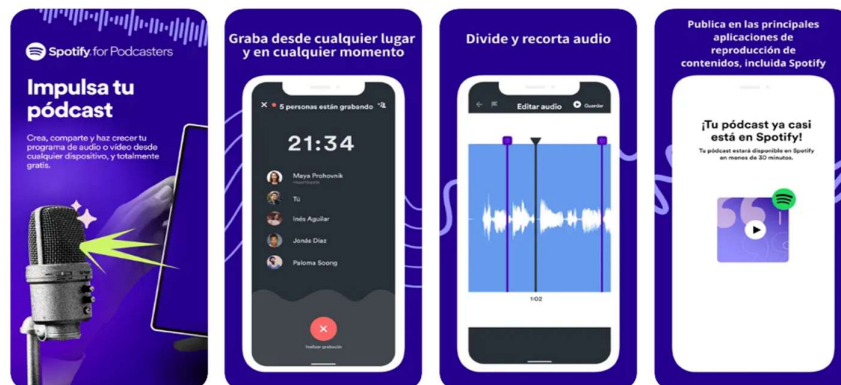 Spotify for Podcasters
Impulsa tu
pódcast
Crea, comparte y haz crecer tu
programa de audio o vídeo desde
cualquier dispositivo, y totalmente
gratis.
Graba desde cualquier lugar
y en cualquier momento
5 personas están grabando
21:34
Maya Prohovnik
Tú
Inés Aguilar
Jonás Díaz
Paloma Soong
Finalizar grabación
Divide y recorta audio
Editar audio
Guardar
1:02
Publica en las principales
aplicaciones de
reproducción de
contenidos, incluida Spotify
¡Tu pódcast ya casi
está en Spotify!
Tu pódcast estará disponible en Spotify
en menos de 30 minutos.